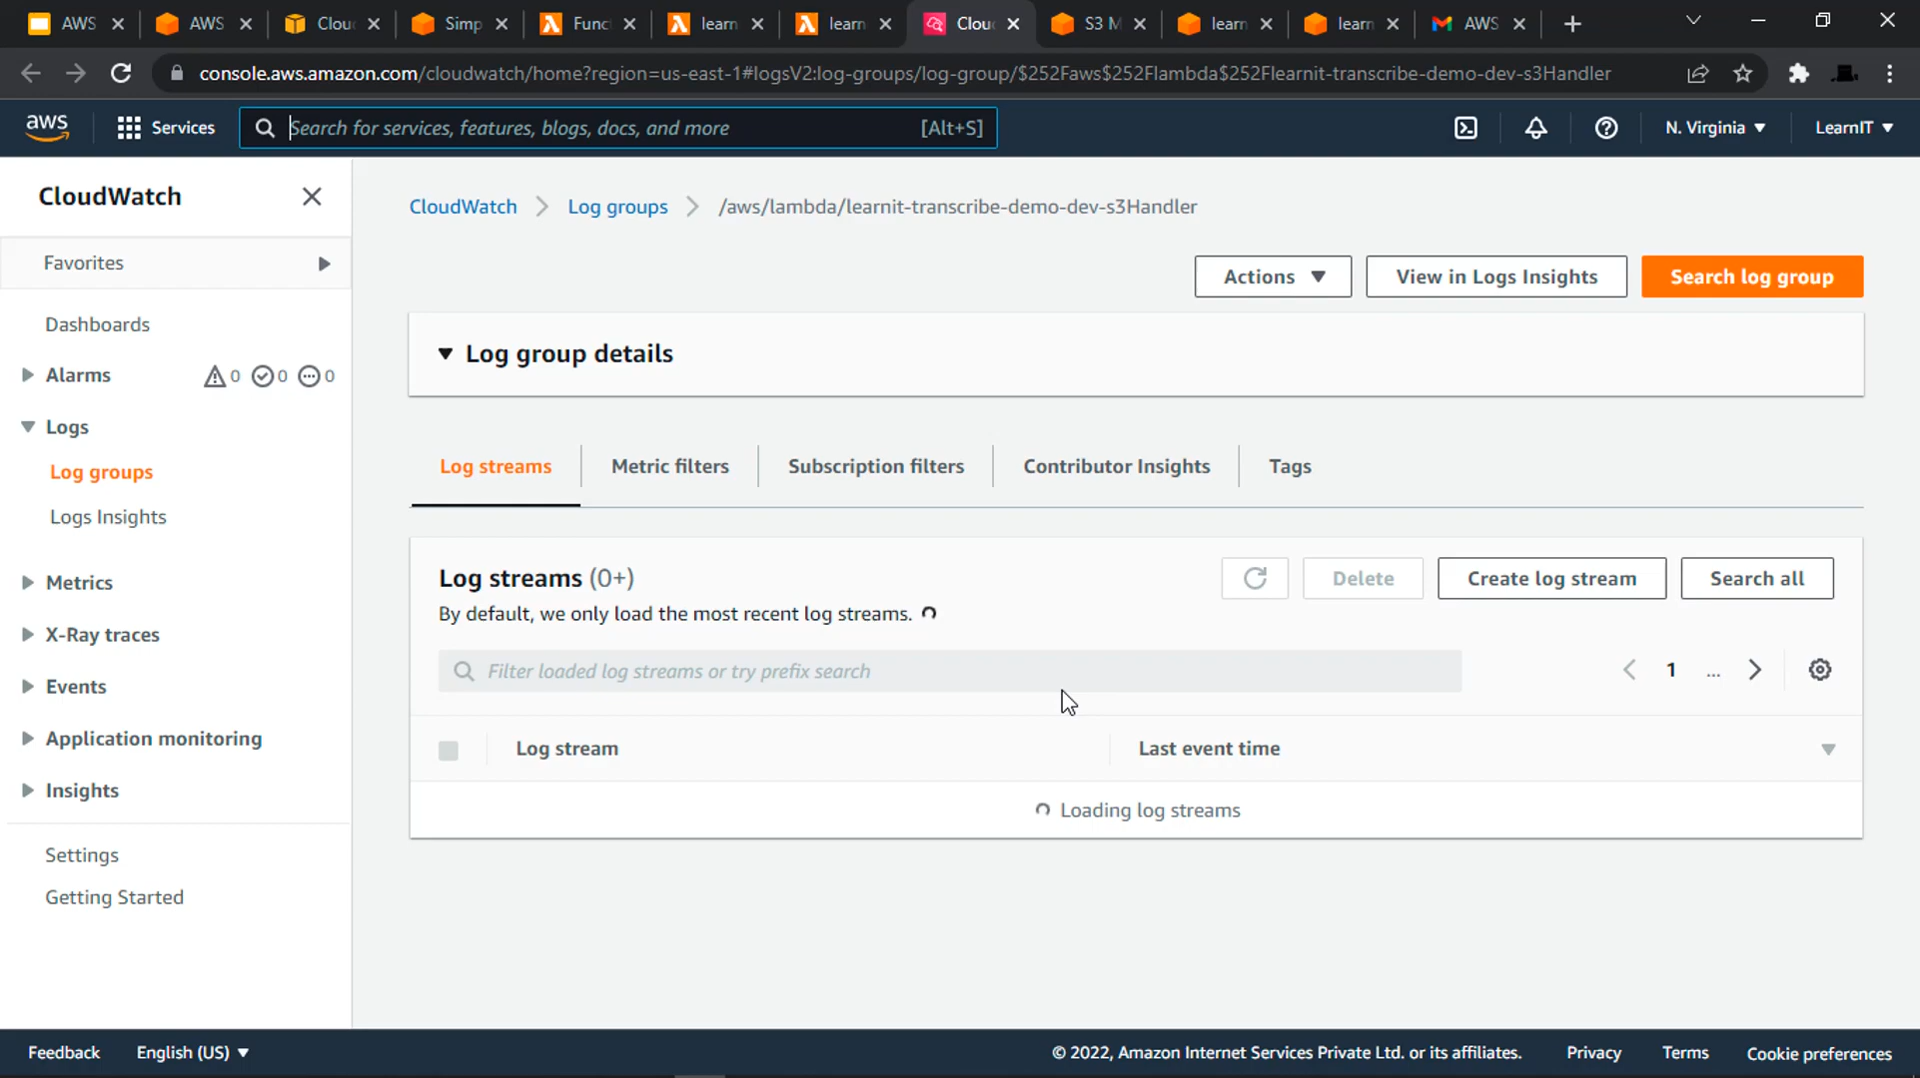 AWS
AWS
Clou
Simp
Func
learn
learn
Clou
S3 M
learn
learn
AWS
console.aws.amazon.com/cloudwatch/home?region=us-east-1#logsV2:log-groups/log-group/$252Faws$252Flambda$252Flearnit-transcribe-demo-dev-s3Handler
aws
Services
Search for services, features, blogs, docs, and more
[Alt+S]
N. Virginia
LearnIT
CloudWatch
Favorites
Dashboards
Alarms
0
0
0
Logs
Log groups
Logs Insights
Metrics
X-Ray traces
Events
Application monitoring
Insights
Settings
Getting Started
CloudWatch
Log groups
/aws/lambda/learnit-transcribe-demo-dev-s3Handler
Actions
View in Logs Insights
Search log group
Log group details
Log streams
Metric filters
Subscription filters
Contributor Insights
Tags
Log streams (0+)
Delete
Create log stream
Search all
By default, we only load the most recent log streams.
Filter loaded log streams or try prefix search
1
...
Log stream
Last event time
Loading log streams
Feedback
English (US)
© 2022, Amazon Internet Services Private Ltd. or its affiliates.
Privacy
Terms
Cookie preferences